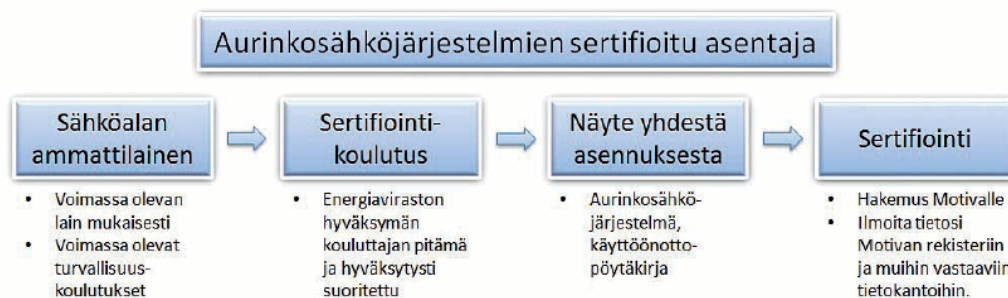 Aurinkosähköjärjestelmien sertifioitu asentaja
Sähköalan
ammattilainen
• Voimassa olevan
lain mukaisesti
• Voimassa olevat
turvallisuus-
koulutukset
Sertifiointi-
koulutus
• Energiaviraston
hyväksymän
kouluttajan pitämä
ja hyväksytysti
suoritettu
Näyte yhdestä
asennuksesta
• Aurinkosähkö-
järjestelmä,
käyttöönotto-
pöytäkirja
Sertifiointi
• Hakemus Motivalle
• Ilmoita tietosi
Motivan rekisteriin
ja muihin vastaaviin
tietokantoihin.